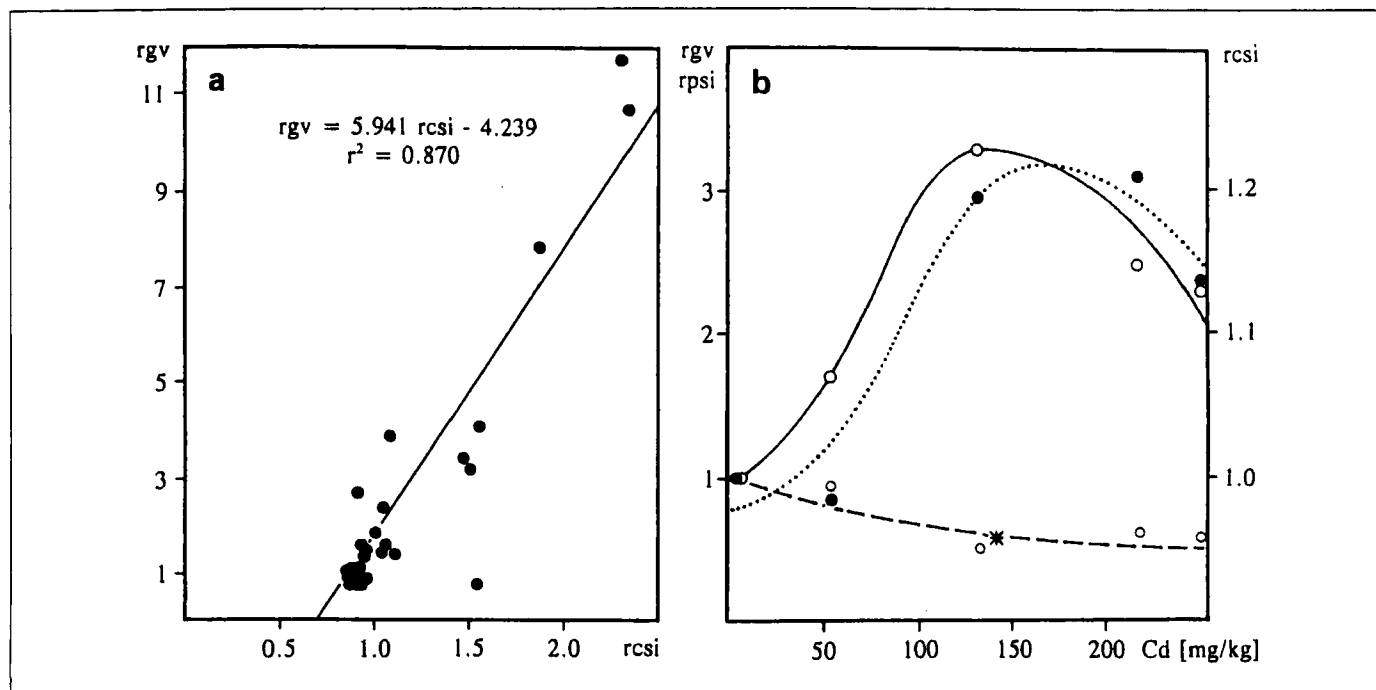 rgv
a
rgv = 5.941 rcsi - 4.239
r² = 0.870
11
9
7
5
3
1
0.5 1.0 1.5 2.0 rcsi
rgv
rpsi
b
rcsi
3
2
1
1.2
1.1
1.0
50 100 150 200 Cd [mg/kg]